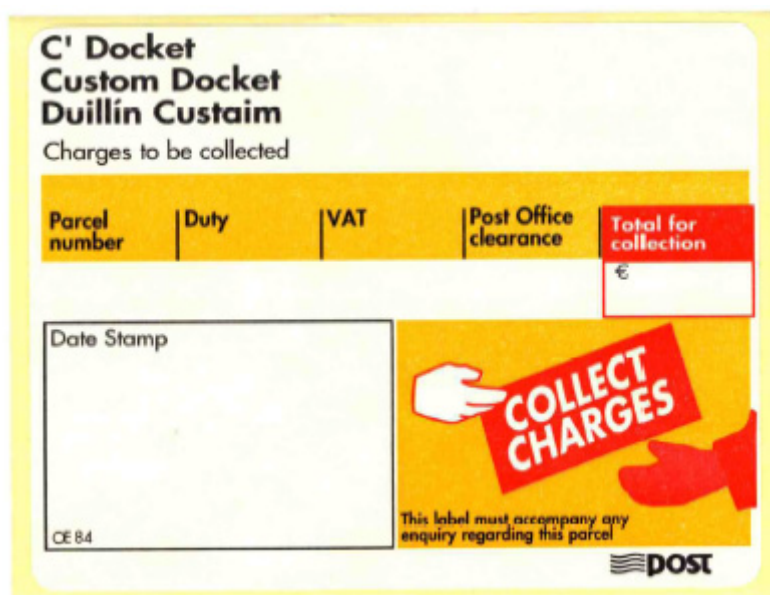 C' Docket
Custom Docket
Duillín Custaim
Charges to be collected
Parcel
number
Duty
VAT
Post Office
clearance
Total for
collection
€
Date Stamp
CE 84
COLLECT
CHARGES
This label must accompany any
enquiry regarding this parcel
post